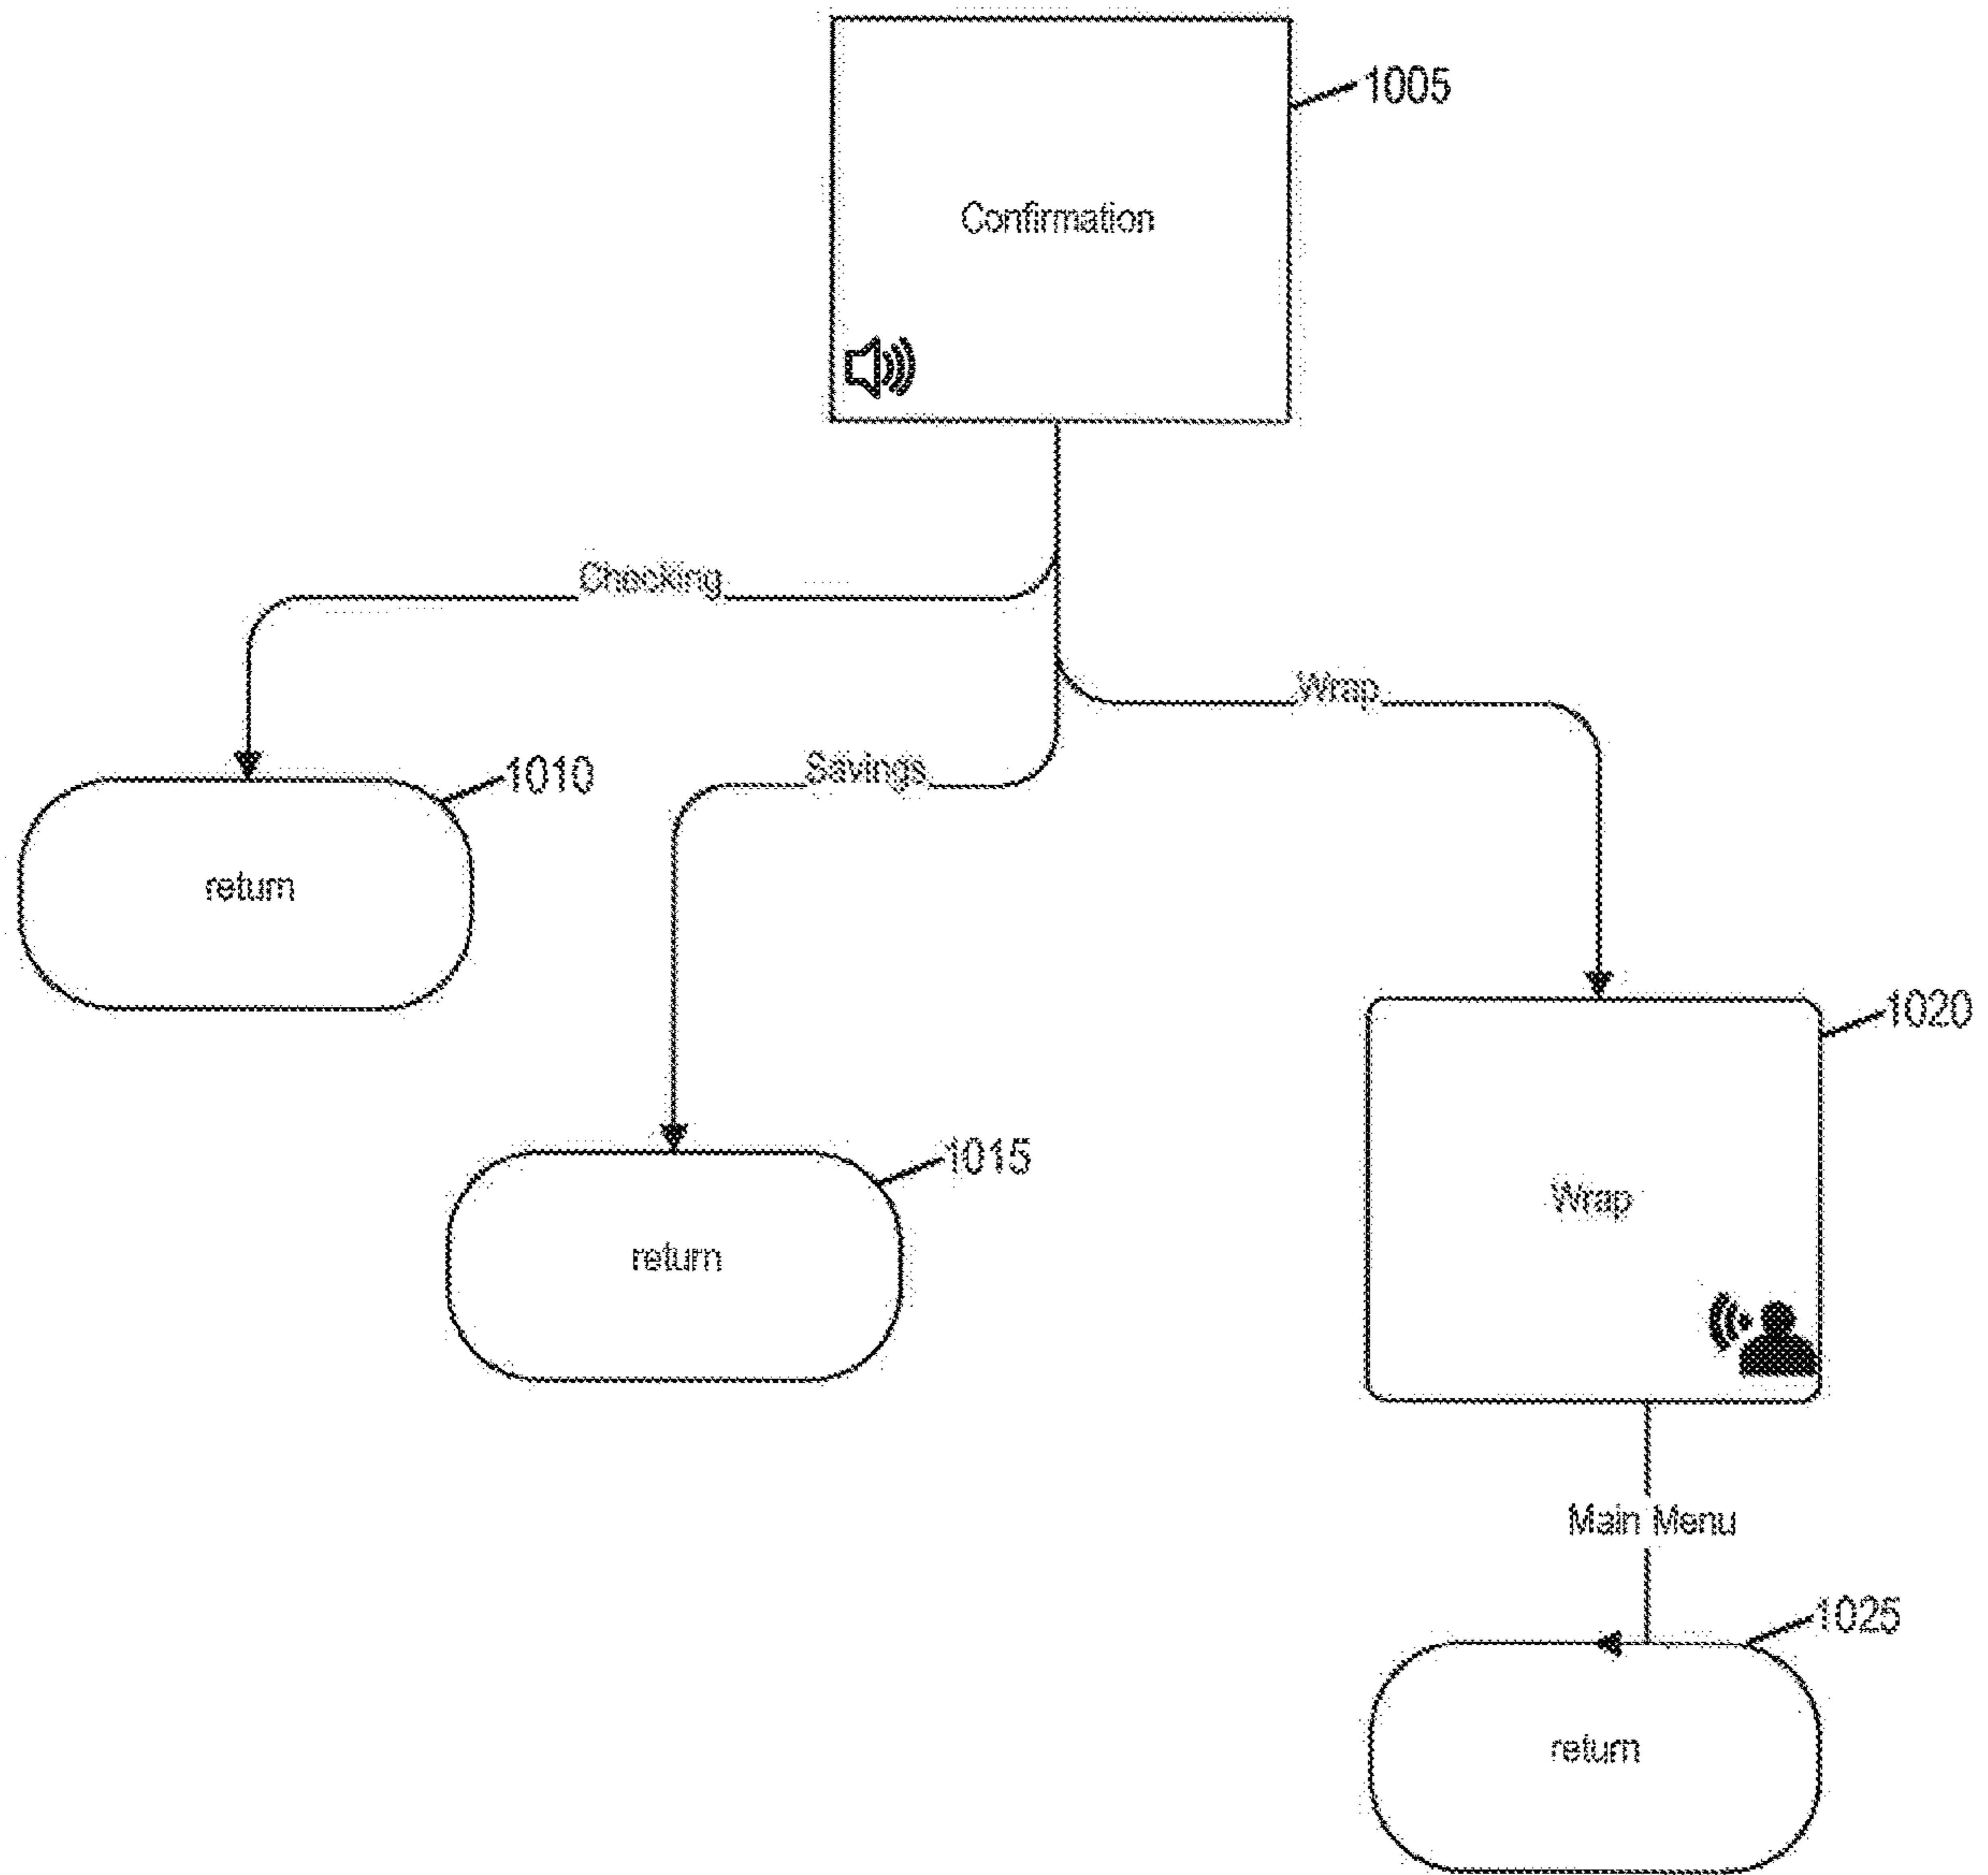 1005
Confirmation
Checking
Wrap
Savings
1010
return
1020
1015
Wrap
return
Main Menu
1025
return